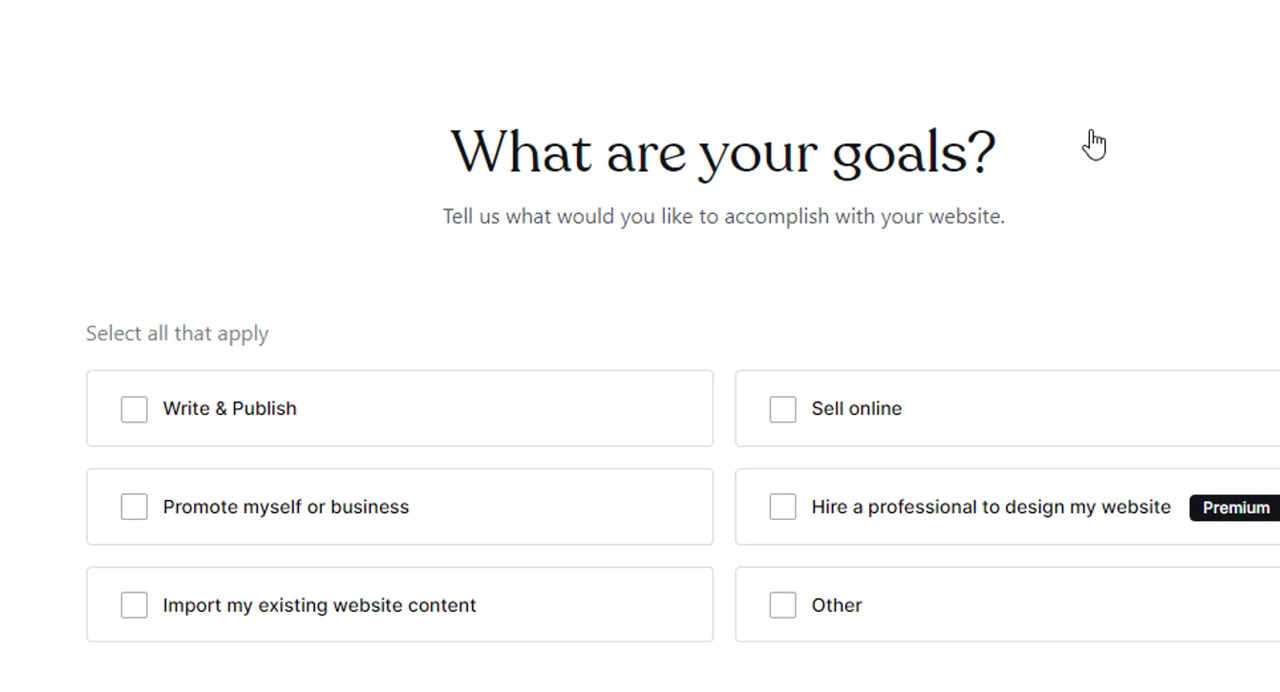 What are your goals?
Tell us what would you like to accomplish with your website.
Select all that apply
Write & Publish
Sell online
Promote myself or business
Hire a professional to design my website Premium
Import my existing website content
Other